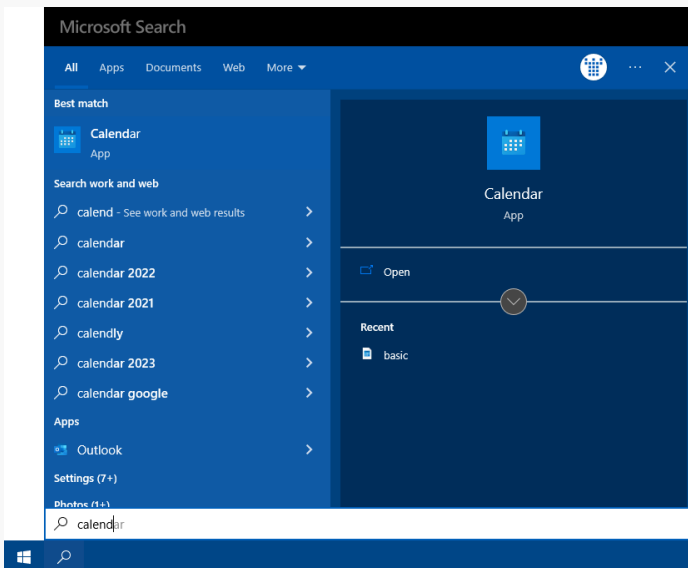 Microsoft Search
All Apps Documents Web More
Best match
Calendar
App
Search work and web
calend - See work and web results
calendar
calendar 2022
calendar 2021
calendly
calendar 2023
calendar google
Apps
Outlook
Settings (7+)
Photos (1+)
calendar
Calendar
App
Open
Recent
basic